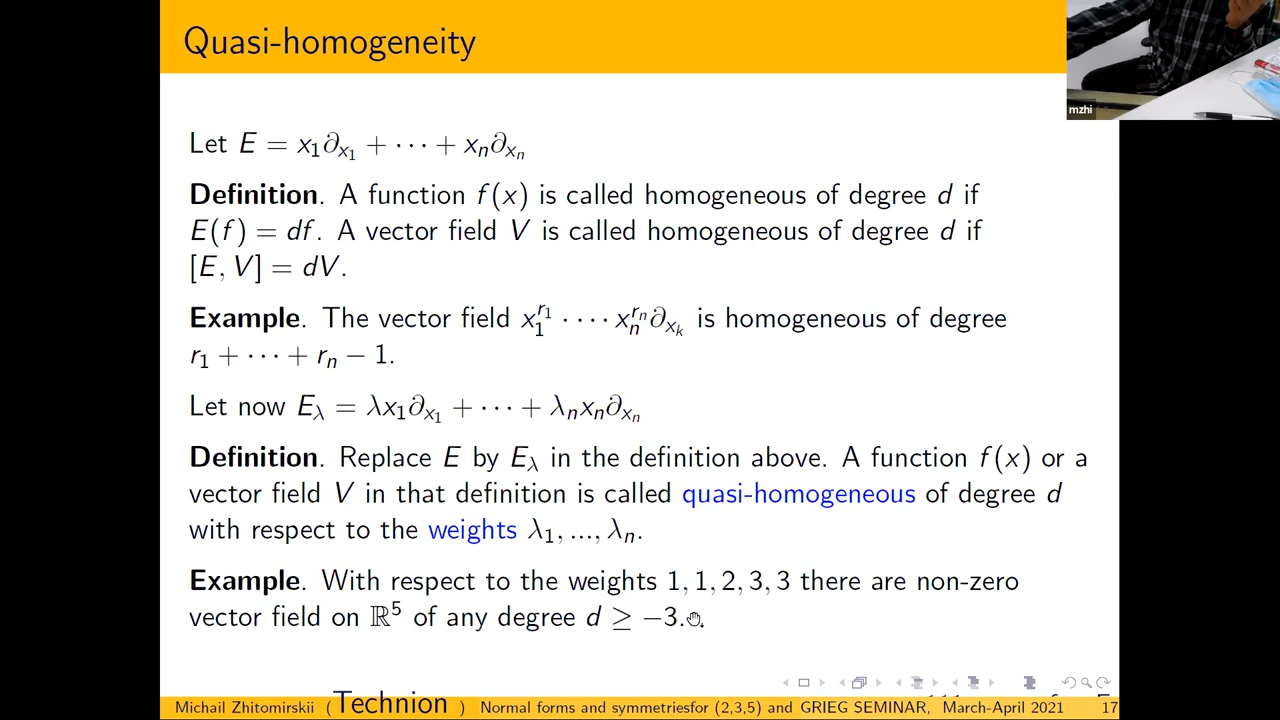 Quasi-homogeneity
mzhi
Let E = x₁∂ₓ₁ + ··· + xₙ∂ₓₙ
Definition. A function f(x) is called homogeneous of degree d if
E(f) = df. A vector field V is called homogeneous of degree d if
[E, V] = dV.
Example. The vector field x₁^{r₁} · ··· xₙ^{rₙ}∂ₓₖ is homogeneous of degree
r₁ + ··· + rₙ − 1.
Let now E_λ = λx₁∂ₓ₁ + ··· + λₙxₙ∂ₓₙ
Definition. Replace E by E_λ in the definition above. A function f(x) or a
vector field V in that definition is called quasi-homogeneous of degree d
with respect to the weights λ₁, ..., λₙ.
Example. With respect to the weights 1, 1, 2, 3, 3 there are non-zero
vector field on ℝ⁵ of any degree d ≥ −3.
Michail Zhitomirskii ( Technion ) Normal forms and symmetriesfor (2,3,5) and GRIEG SEMINAR, March-April 2021 17